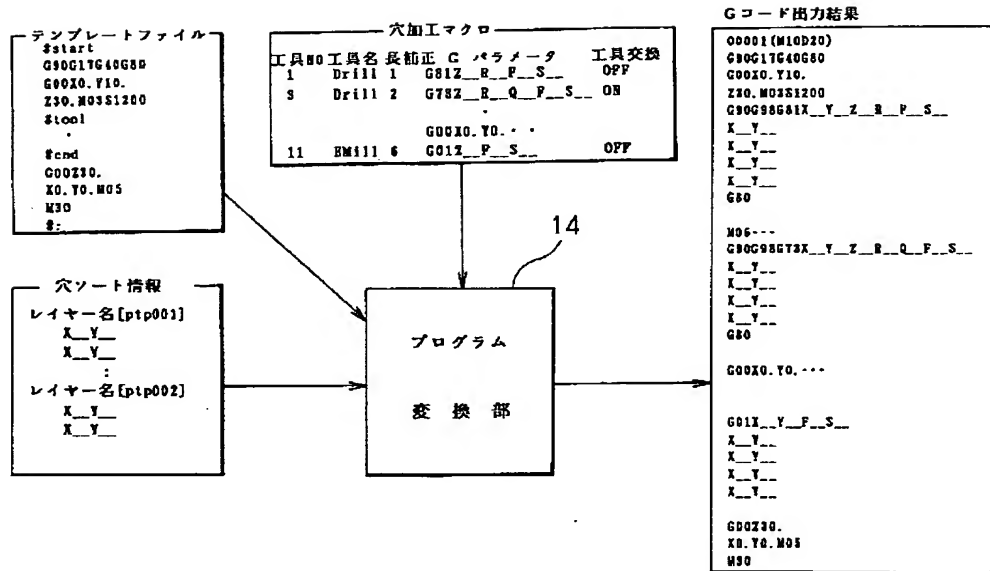 テンプレートファイル
%start
G90G17G40G80
G00X0.Y10.
Z30.M03S1200
%tool
・
%end
G00Z30.
X0.Y0.M05
M30
%;
穴加工マクロ
工具NO 工具名 長補正 G パラメータ 工具交換
1 Drill 1 G81Z__R__F__S__ OFF
3 Drill 2 G73Z__R__Q__F__S__ ON
・
G00X0.Y0.・・
11 EMill 6 G01Z__F__S__ OFF
穴ソート情報
レイヤー名[ptp001]
X__Y__
X__Y__
:
レイヤー名[ptp002]
X__Y__
X__Y__
14
プログラム
変換部
Gコード出力結果
O0001(M10D20)
G90G17G40G80
G00X0.Y10.
Z30.M03S1200
G90G98G81X__Y__Z__R__F__S__
X__Y__
X__Y__
X__Y__
X__Y__
G80
M06---
G90G98G73X__Y__Z__R__Q__F__S__
X__Y__
X__Y__
X__Y__
X__Y__
G80
G00X0.Y0.・・・
G01X__Y__F__S__
X__Y__
X__Y__
X__Y__
X__Y__
G00Z30.
X0.Y0.M05
M30